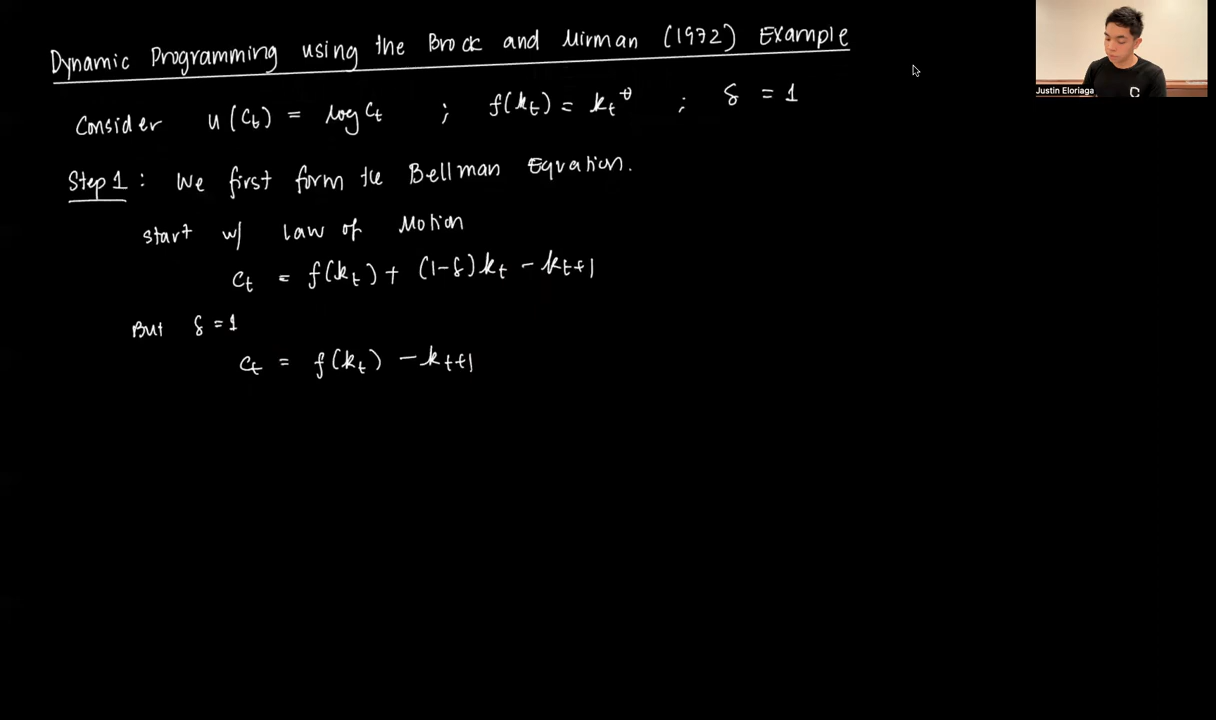 Dynamic Programming using the Brock and Mirman (1972) Example
Consider u(ct) = log ct ; f(kt) = kt^θ ; δ = 1
Step 1: We first form the Bellman Equation.
start w/ Law of Motion
ct = f(kt) + (1-δ)kt - kt+1
But δ = 1
ct = f(kt) - kt+1
Justin Eloriaga